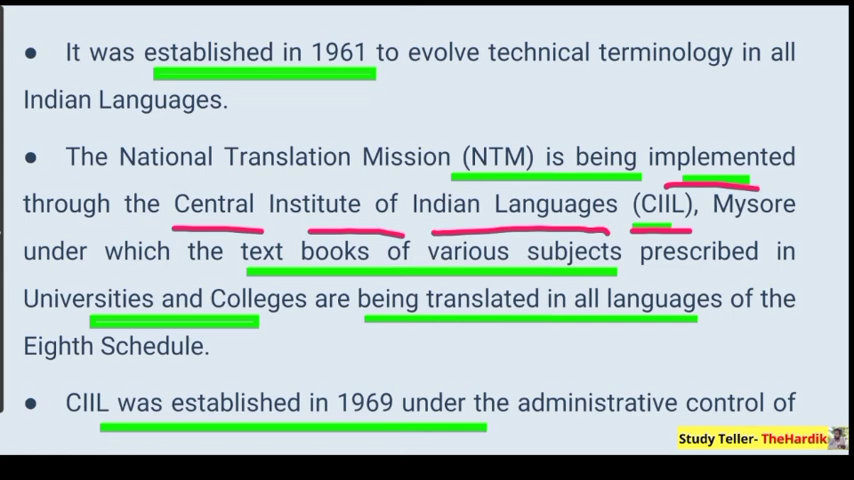 ● It was established in 1961 to evolve technical terminology in all
Indian Languages.
● The National Translation Mission (NTM) is being implemented
through the Central Institute of Indian Languages (CIIL), Mysore
under which the text books of various subjects prescribed in
Universities and Colleges are being translated in all languages of the
Eighth Schedule.
● CIIL was established in 1969 under the administrative control of
Study Teller- TheHardik